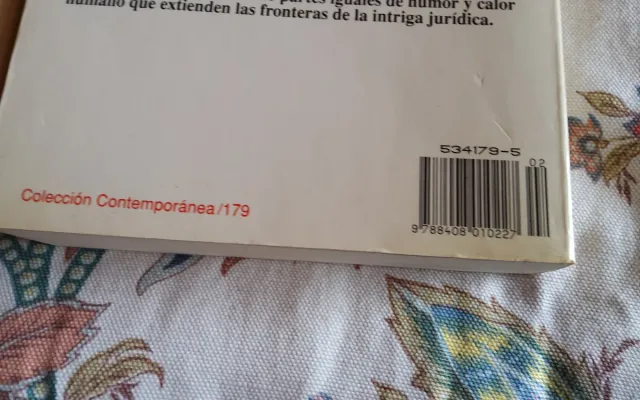 partes iguales de humor y calor
humano que extienden las fronteras de la intriga jurídica.
534179-5
02
Colección Contemporánea/179
9 788408 010227